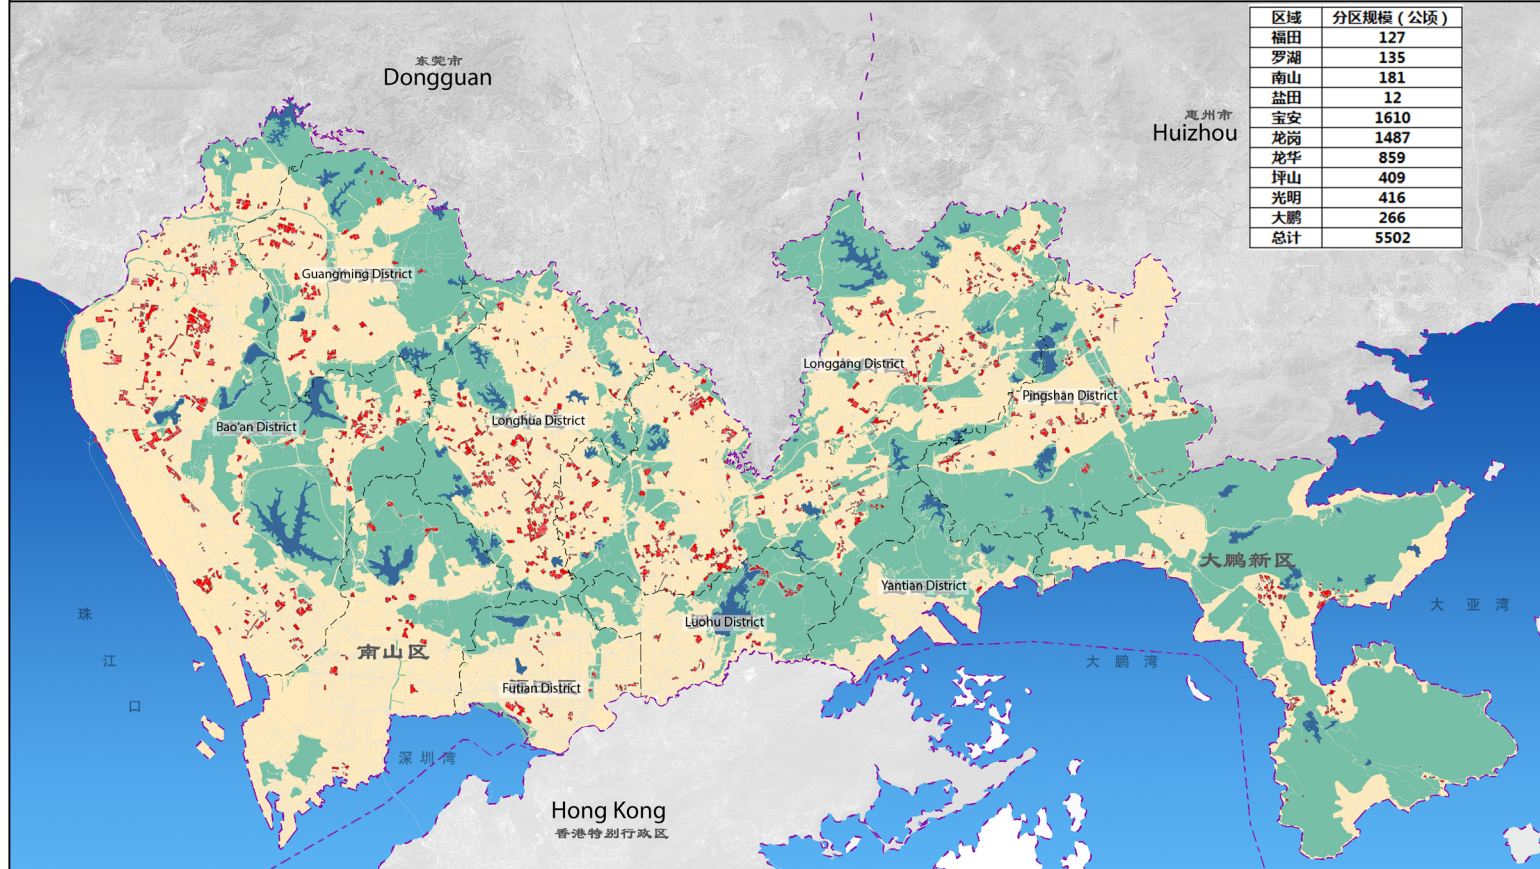 区域 分区规模（公顷）
福田 127
罗湖 135
南山 181
盐田 12
宝安 1610
龙岗 1487
龙华 859
坪山 409
光明 416
大鹏 266
总计 5502
东莞市
Dongguan
惠州市
Huizhou
Guangming District
Longgang District
Pingshan District
Longhua District
Bao'an District
大鹏新区
Yantian District
大亚湾
珠江口
Luohu District
南山区
大鹏湾
Futian District
深圳湾
Hong Kong
香港特别行政区